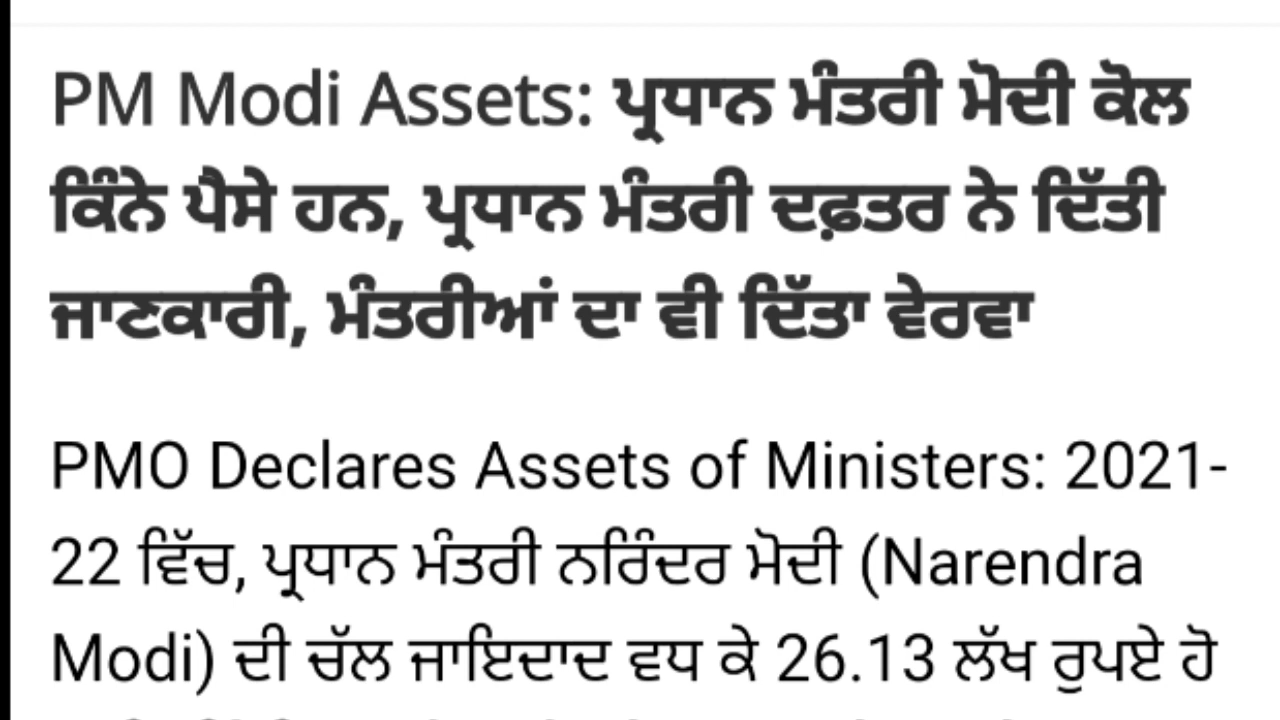 PM Modi Assets: ਪ੍ਰਧਾਨ ਮੰਤਰੀ ਮੋਦੀ ਕੋਲ
ਕਿੰਨੇ ਪੈਸੇ ਹਨ, ਪ੍ਰਧਾਨ ਮੰਤਰੀ ਦਫ਼ਤਰ ਨੇ ਦਿੱਤੀ
ਜਾਣਕਾਰੀ, ਮੰਤਰੀਆਂ ਦਾ ਵੀ ਦਿੱਤਾ ਵੇਰਵਾ
PMO Declares Assets of Ministers: 2021-
22 ਵਿੱਚ, ਪ੍ਰਧਾਨ ਮੰਤਰੀ ਨਰਿੰਦਰ ਮੋਦੀ (Narendra
Modi) ਦੀ ਚੱਲ ਜਾਇਦਾਦ ਵਧ ਕੇ 26.13 ਲੱਖ ਰੁਪਏ ਹੋ